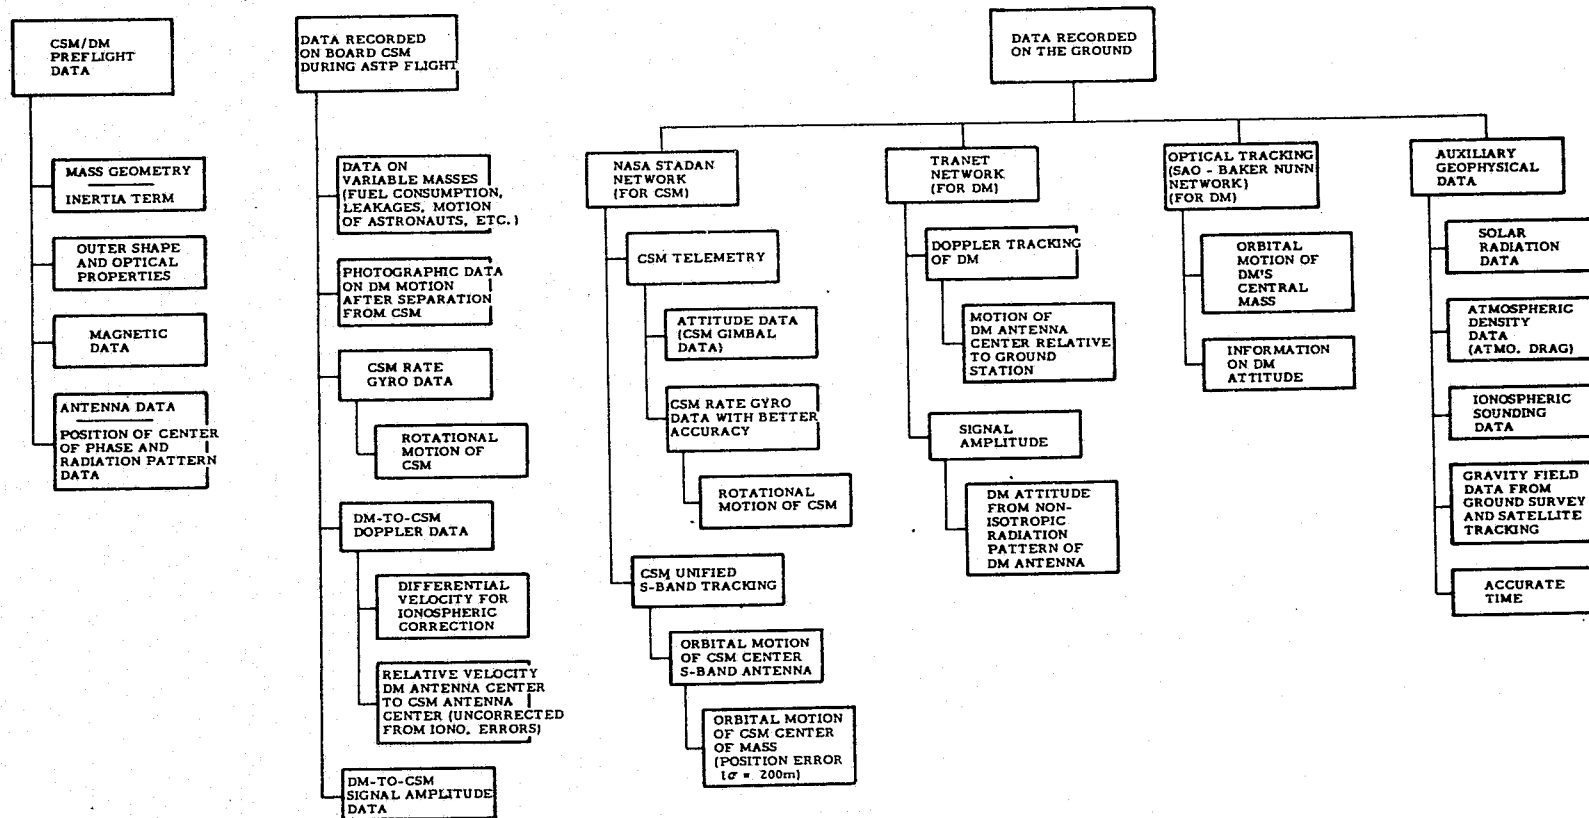 CSM/DM
PREFLIGHT
DATA
MASS GEOMETRY
INERTIA TERM
OUTER SHAPE
AND OPTICAL
PROPERTIES
MAGNETIC
DATA
ANTENNA DATA
POSITION OF CENTER
OF PHASE AND
RADIATION PATTERN
DATA
DATA RECORDED
ON BOARD CSM
DURING ASTP FLIGHT
DATA ON
VARIABLE MASSES
(FUEL CONSUMPTION,
LEAKAGES, MOTION
OF ASTRONAUTS, ETC.)
PHOTOGRAPHIC DATA
ON DM MOTION
AFTER SEPARATION
FROM CSM
CSM RATE
GYRO DATA
ROTATIONAL
MOTION OF
CSM
DM-TO-CSM
DOPPLER DATA
DIFFERENTIAL
VELOCITY FOR
IONOSPHERIC
CORRECTION
RELATIVE VELOCITY
DM ANTENNA CENTER
TO CSM ANTENNA
CENTER (UNCORRECTED
FROM IONO. ERRORS)
DM-TO-CSM
SIGNAL AMPLITUDE
DATA
DATA RECORDED
ON THE GROUND
NASA STADAN
NETWORK
(FOR CSM)
CSM TELEMETRY
ATTITUDE DATA
(CSM GIMBAL
DATA)
CSM RATE GYRO
DATA WITH BETTER
ACCURACY
ROTATIONAL
MOTION OF CSM
CSM UNIFIED
S-BAND TRACKING
ORBITAL MOTION
OF CSM CENTER
S-BAND ANTENNA
ORBITAL MOTION
OF CSM CENTER
OF MASS
(POSITION ERROR
1σ = 200m)
TRANET
NETWORK
(FOR DM)
DOPPLER TRACKING
OF DM
MOTION OF
DM ANTENNA
CENTER RELATIVE
TO GROUND
STATION
SIGNAL
AMPLITUDE
DM ATTITUDE
FROM NON-
ISOTROPIC
RADIATION
PATTERN OF
DM ANTENNA
OPTICAL TRACKING
(SAO - BAKER NUNN
NETWORK)
(FOR DM)
ORBITAL
MOTION OF
DM'S
CENTRAL
MASS
INFORMATION
ON DM
ATTITUDE
AUXILIARY
GEOPHYSICAL
DATA
SOLAR
RADIATION
DATA
ATMOSPHERIC
DENSITY
DATA
(ATMO. DRAG)
IONOSPHERIC
SOUNDING
DATA
GRAVITY FIELD
DATA FROM
GROUND SURVEY
AND SATELLITE
TRACKING
ACCURATE
TIME